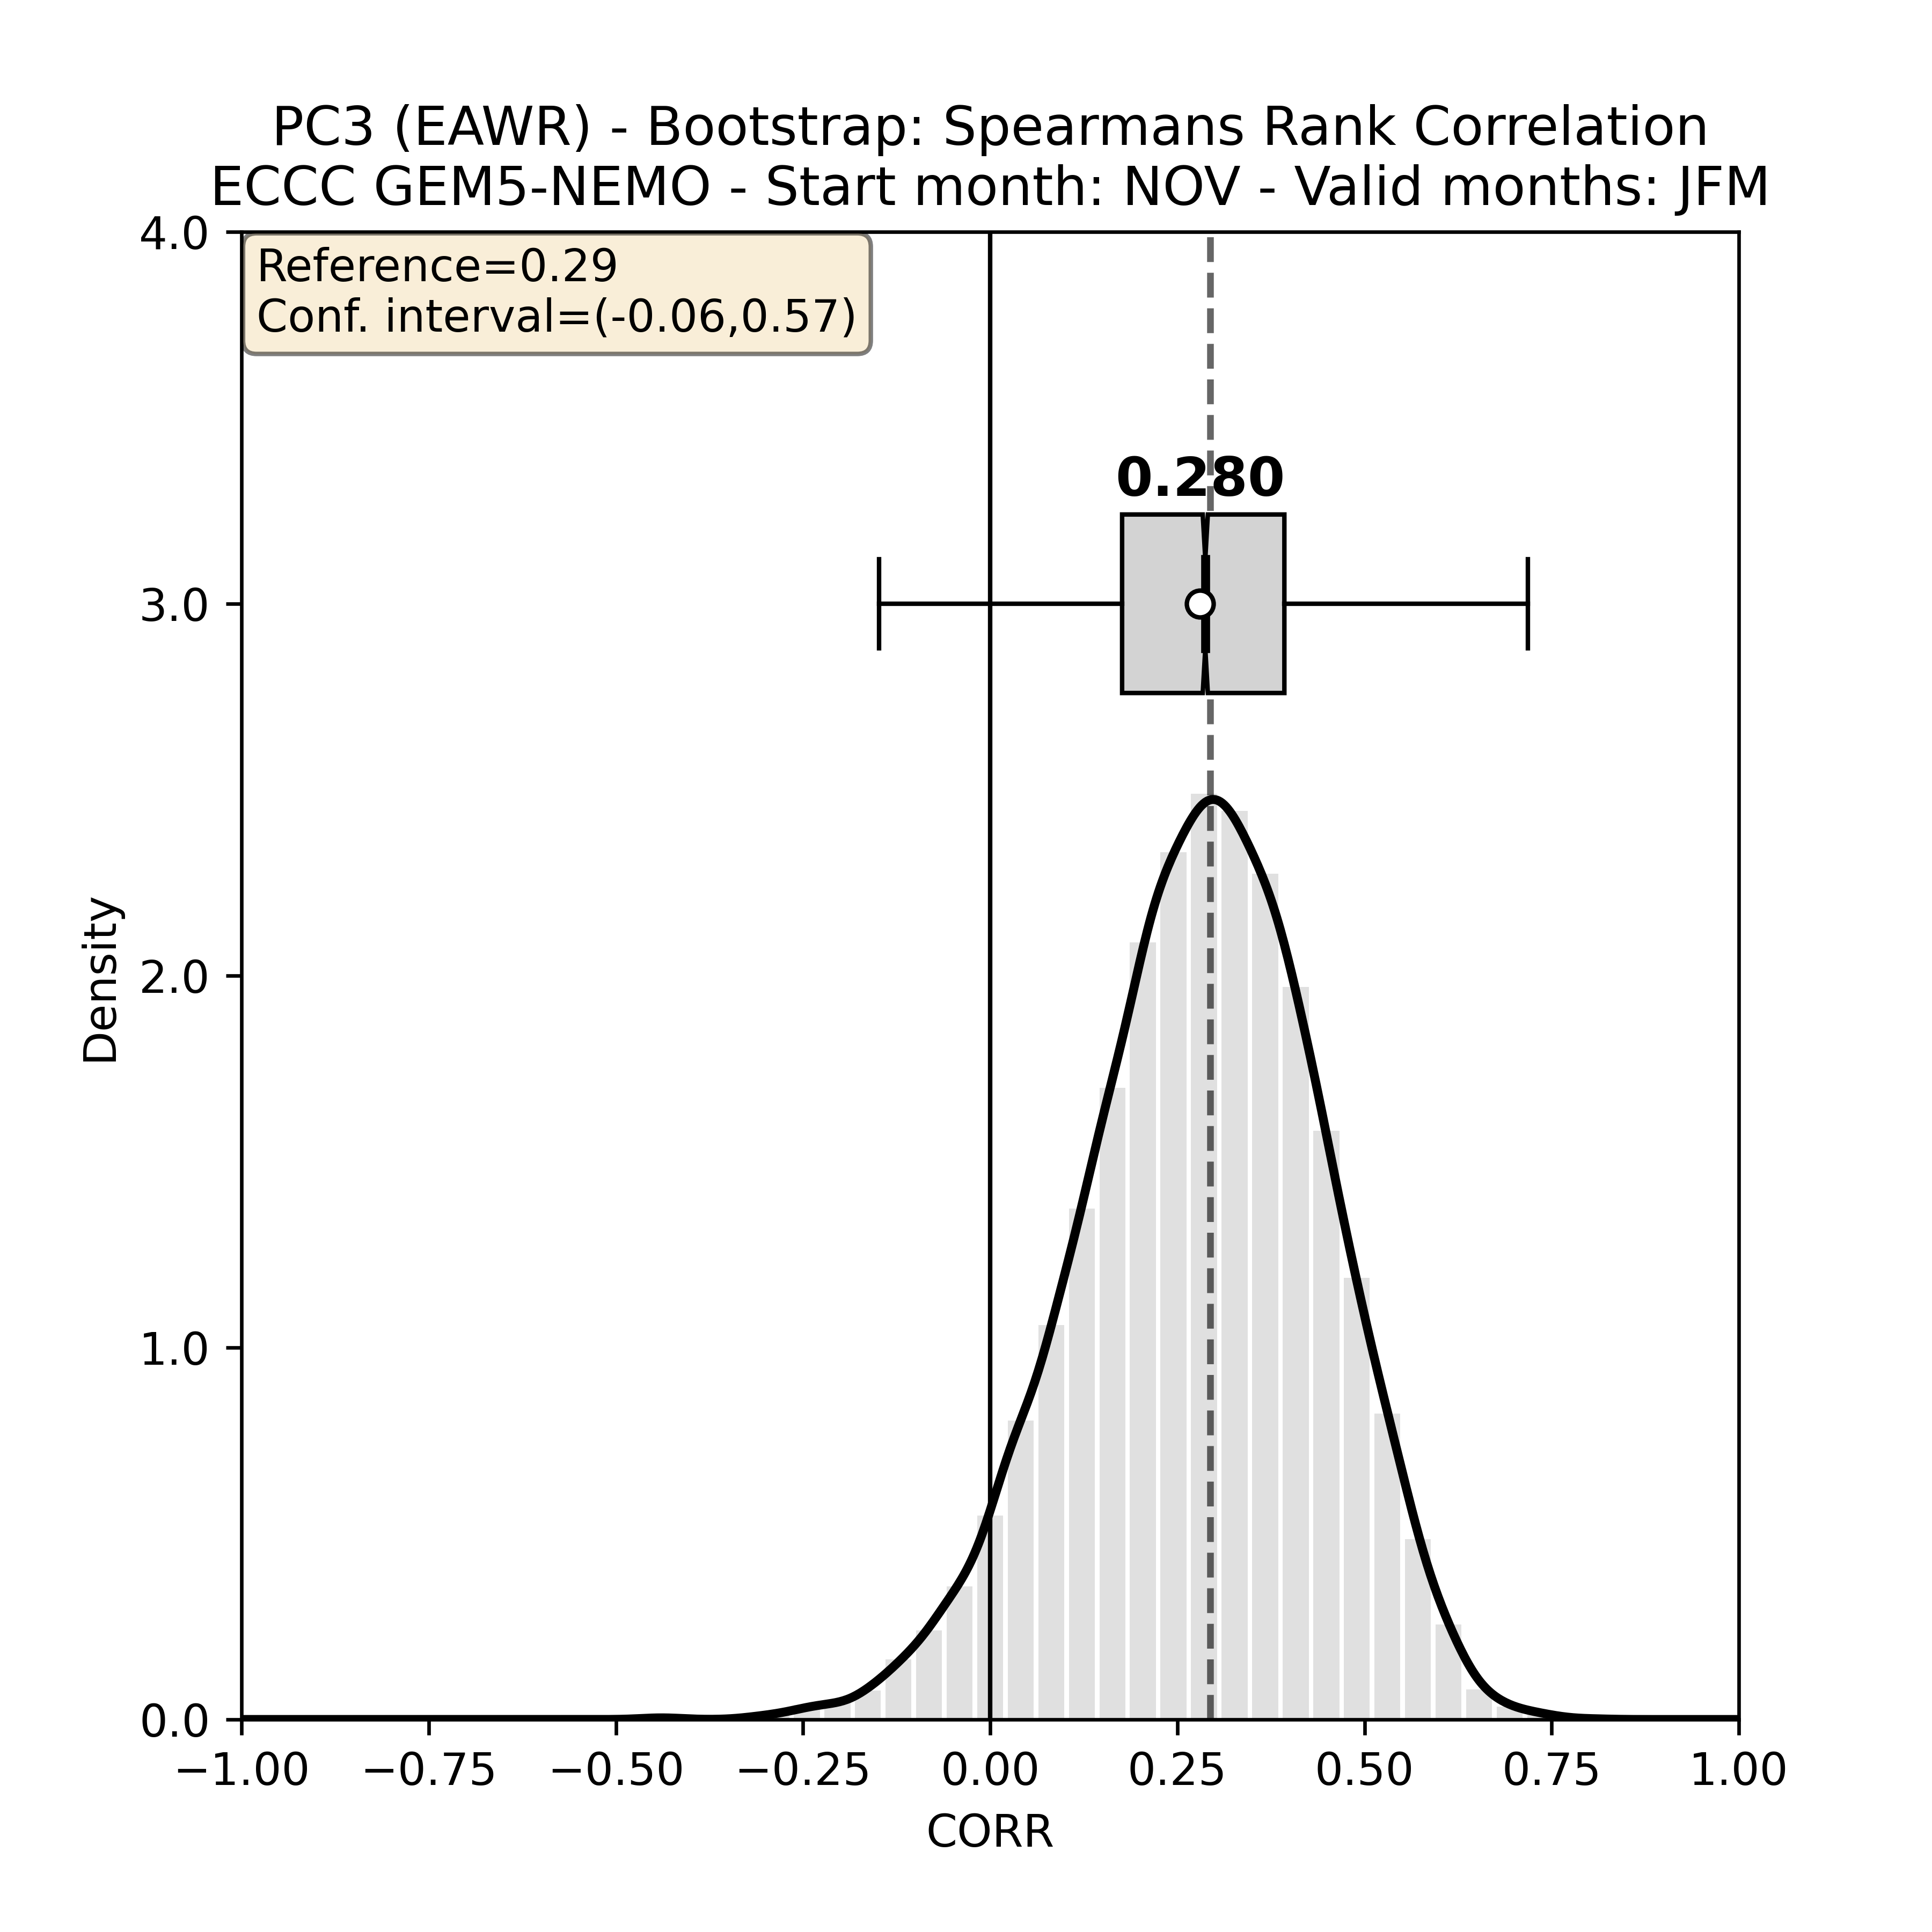 PC3 (EAWR) - Bootstrap: Spearmans Rank Correlation
ECCC GEM5-NEMO - Start month: NOV - Valid months: JFM
4.0
Reference=0.29
Conf. interval=(-0.06,0.57)
0.280
3.0
Density
2.0
1.0
0.0
−1.00 −0.75 −0.50 −0.25 0.00 0.25 0.50 0.75 1.00
CORR